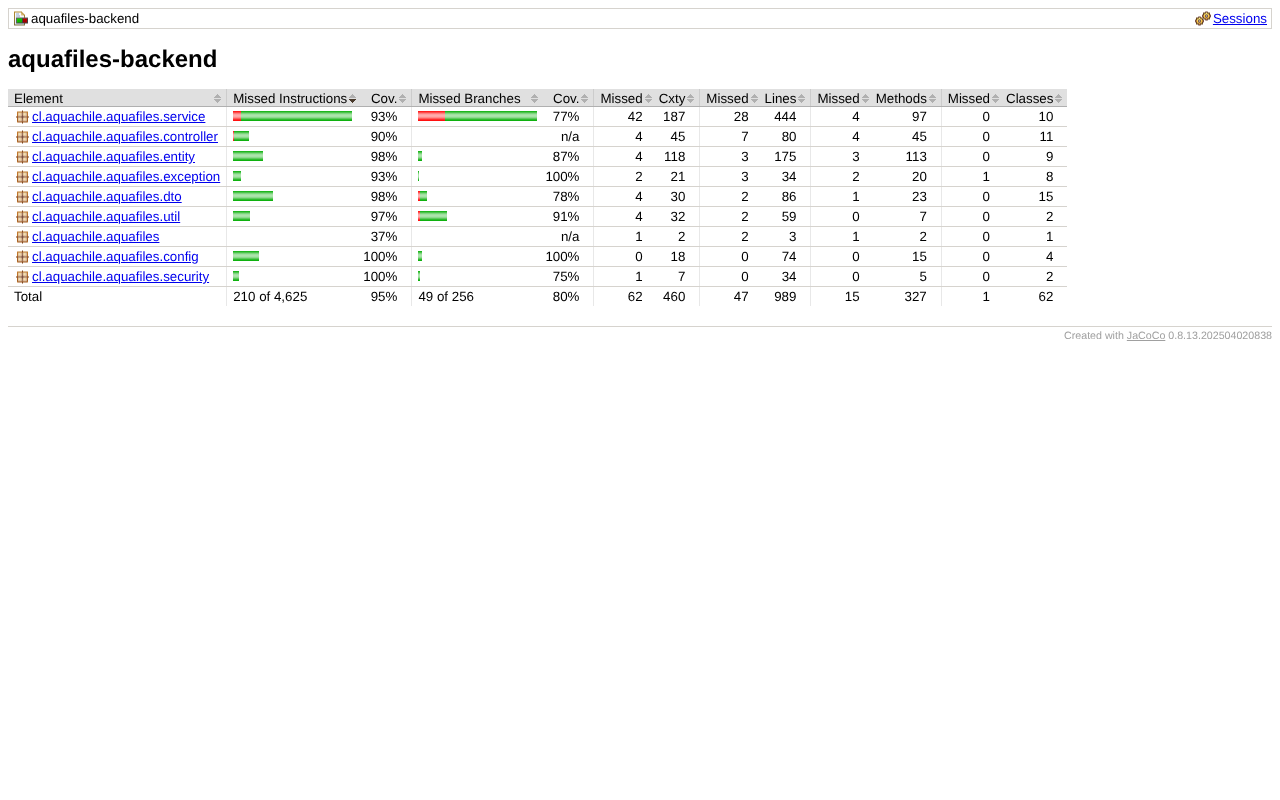 aquafiles-backend Sessions
aquafiles-backend
Element Missed Instructions Cov. Missed Branches Cov. Missed Cxty Missed Lines Missed Methods Missed Classes
cl.aquachile.aquafiles.service 93% 77% 42 187 28 444 4 97 0 10
cl.aquachile.aquafiles.controller 90% n/a 4 45 7 80 4 45 0 11
cl.aquachile.aquafiles.entity 98% 87% 4 118 3 175 3 113 0 9
cl.aquachile.aquafiles.exception 93% 100% 2 21 3 34 2 20 1 8
cl.aquachile.aquafiles.dto 98% 78% 4 30 2 86 1 23 0 15
cl.aquachile.aquafiles.util 97% 91% 4 32 2 59 0 7 0 2
cl.aquachile.aquafiles 37% n/a 1 2 2 3 1 2 0 1
cl.aquachile.aquafiles.config 100% 100% 0 18 0 74 0 15 0 4
cl.aquachile.aquafiles.security 100% 75% 1 7 0 34 0 5 0 2
Total 210 of 4,625 95% 49 of 256 80% 62 460 47 989 15 327 1 62
Created with JaCoCo 0.8.13.202504020838